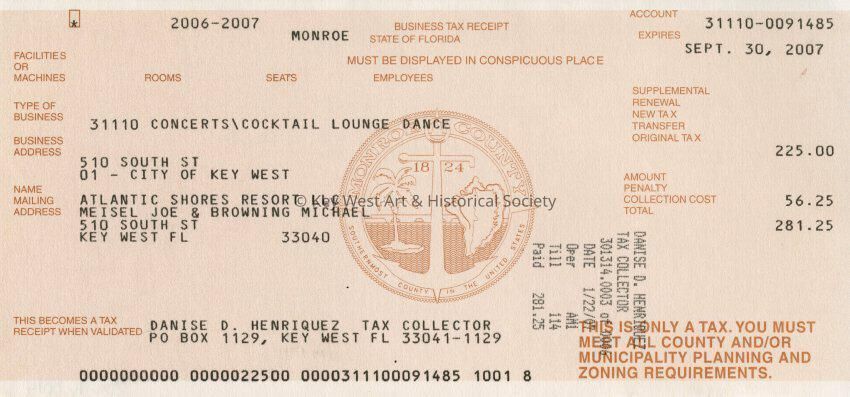 * 2006-2007 BUSINESS TAX RECEIPT ACCOUNT 31110-0091485
MONROE STATE OF FLORIDA EXPIRES SEPT. 30, 2007
MUST BE DISPLAYED IN CONSPICUOUS PLACE
FACILITIES
OR
MACHINES ROOMS SEATS EMPLOYEES
SUPPLEMENTAL
RENEWAL
NEW TAX
TRANSFER
ORIGINAL TAX
225.00
TYPE OF
BUSINESS 31110 CONCERTS\COCKTAIL LOUNGE DANCE
BUSINESS
ADDRESS
510 SOUTH ST
01 - CITY OF KEY WEST
AMOUNT
PENALTY
COLLECTION COST 56.25
TOTAL 281.25
NAME
MAILING
ADDRESS
ATLANTIC SHORES RESORT LLC
MEISEL JOE & BROWNING MICHAEL
510 SOUTH ST
KEY WEST FL 33040
© Key West Art & Historical Society
MONROE COUNTY
1824
SOUTHERNMOST COUNTY IN THE UNITED STATES
DANISE D. HENRIQUEZ
TAX COLLECTOR
301314.0003 of
DATE 1/22/07
Oper AMi
Till 114
Paid 281.25
THIS BECOMES A TAX
RECEIPT WHEN VALIDATED
DANISE D. HENRIQUEZ TAX COLLECTOR
PO BOX 1129, KEY WEST FL 33041-1129
THIS IS ONLY A TAX. YOU MUST
MEET ALL COUNTY AND/OR
MUNICIPALITY PLANNING AND
ZONING REQUIREMENTS.
0000000000 0000022500 0000311100091485 1001 8